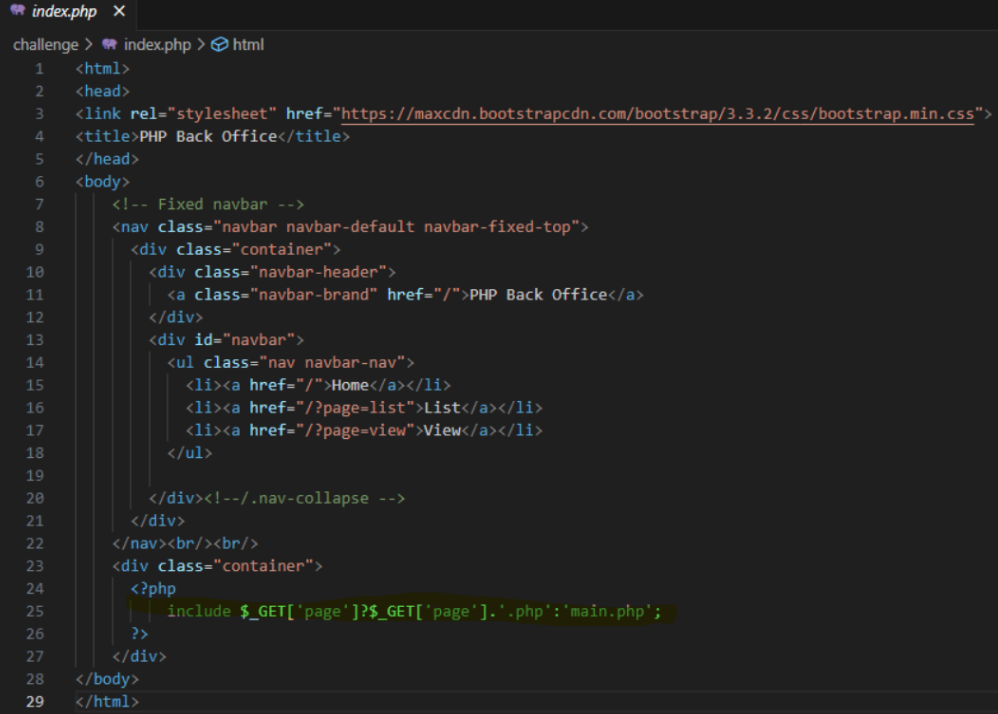 index.php ×
challenge > index.php > html
1 <html>
2 <head>
3 <link rel="stylesheet" href="https://maxcdn.bootstrapcdn.com/bootstrap/3.3.2/css/bootstrap.min.css">
4 <title>PHP Back Office</title>
5 </head>
6 <body>
7 <!-- Fixed navbar -->
8 <nav class="navbar navbar-default navbar-fixed-top">
9 <div class="container">
10 <div class="navbar-header">
11 <a class="navbar-brand" href="/">PHP Back Office</a>
12 </div>
13 <div id="navbar">
14 <ul class="nav navbar-nav">
15 <li><a href="/">Home</a></li>
16 <li><a href="/?page=list">List</a></li>
17 <li><a href="/?page=view">View</a></li>
18 </ul>
19
20 </div><!--/.nav-collapse -->
21 </div>
22 </nav><br/><br/>
23 <div class="container">
24 <?php
25 include $_GET['page']?$_GET['page'].'.php':'main.php';
26 ?>
27 </div>
28 </body>
29 </html>